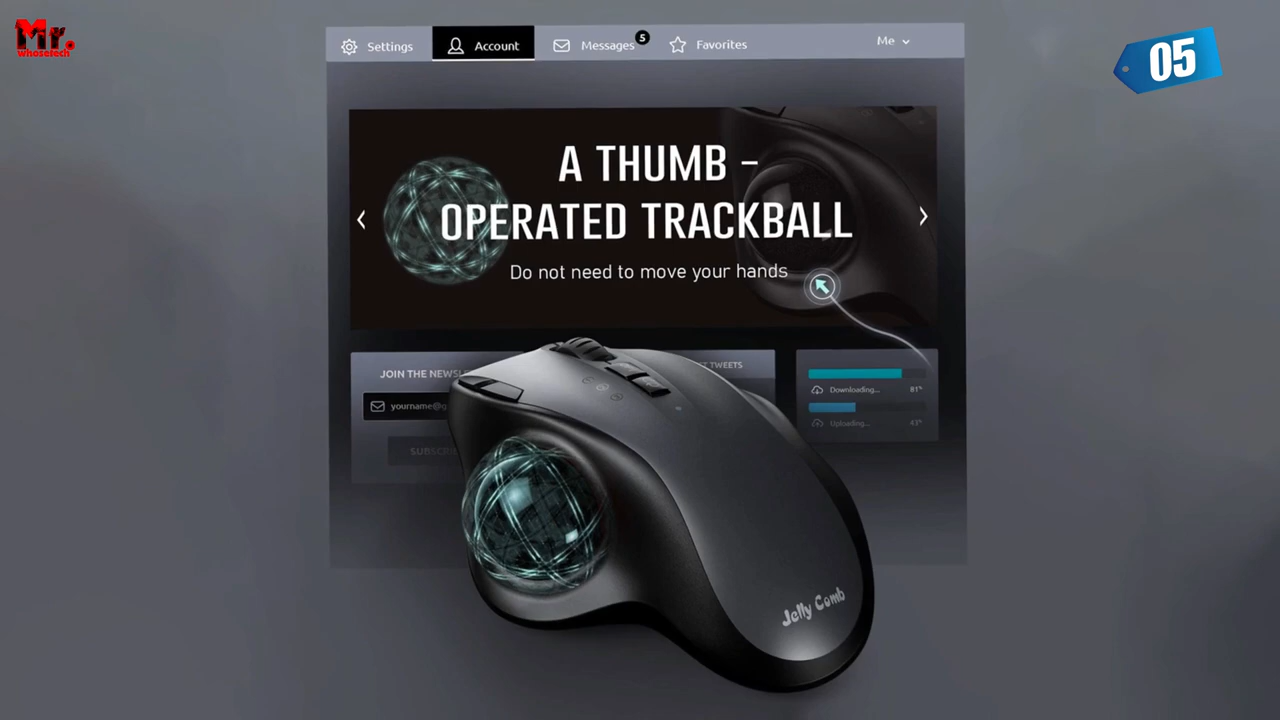 Mr.
whosetech
05
Settings
Account
Messages
5
Favorites
Me
A THUMB –
OPERATED TRACKBALL
Do not need to move your hands
JOIN THE
TWEETS
yourname@g
Downloading...
81%
Uploading...
43%
Jelly Comb